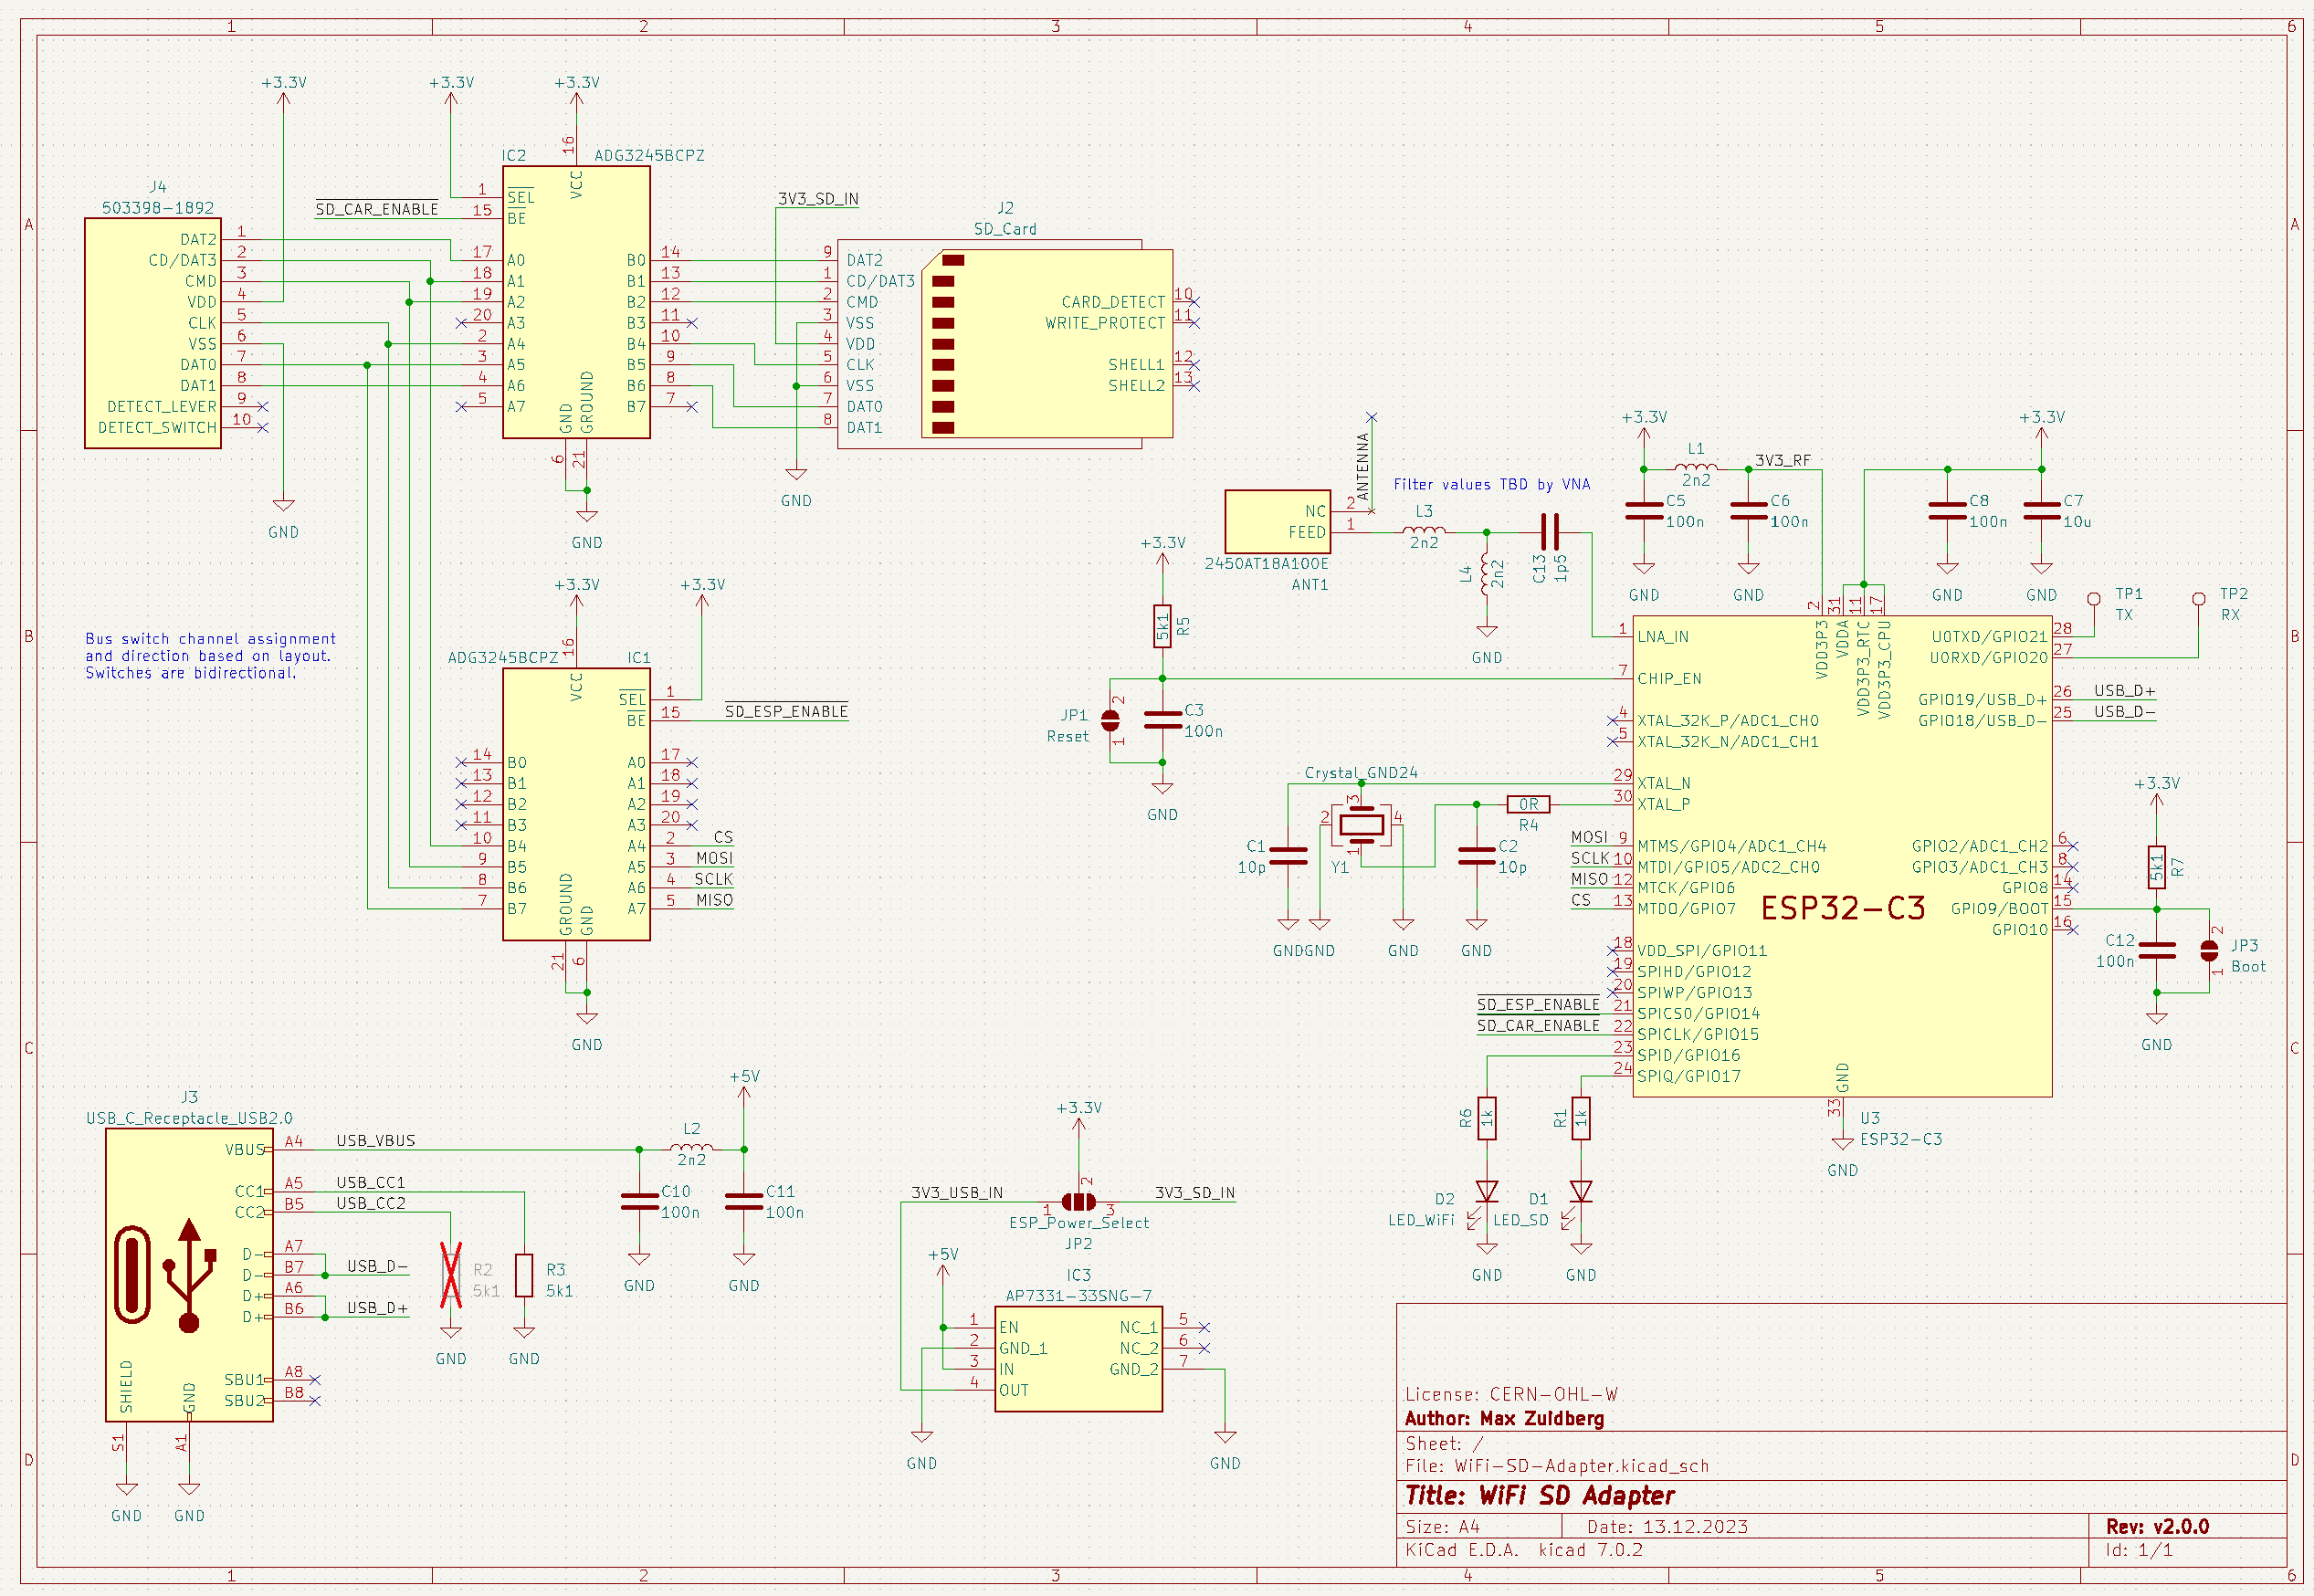 1 2 3 4 5 6
A
B
C
D
A
B
C
D
1 2 3 4 5 6
+3.3V
+3.3V
+3.3V
J4
503398-1892
DAT2 1
CD/DAT3 2
CMD 3
VDD 4
CLK 5
VSS 6
DAT0 7
DAT1 8
DETECT_LEVER 9
DETECT_SWITCH 10
GND
SD_CAR_ENABLE
IC2
ADG3245BCPZ
16
VCC
1 SEL
15 BE
17 A0 B0 14
18 A1 B1 13
19 A2 B2 12
20 A3 B3 11
2 A4 B4 10
3 A5 B5 9
4 A6 B6 8
5 A7 B7 7
GND
GROUND
6
21
GND
3V3_SD_IN
J2
SD_Card
9 DAT2
1 CD/DAT3
2 CMD
3 VSS
4 VDD
5 CLK
6 VSS
7 DAT0
8 DAT1
CARD_DETECT 10
WRITE_PROTECT 11
SHELL1 12
SHELL2 13
GND
Bus switch channel assignment
and direction based on layout.
Switches are bidirectional.
+3.3V
+3.3V
ADG3245BCPZ
IC1
16
VCC
SEL 1
BE 15
SD_ESP_ENABLE
14 B0 A0 17
13 B1 A1 18
12 B2 A2 19
11 B3 A3 20
10 B4 A4 2 CS
9 B5 A5 3 MOSI
8 B6 A6 4 SCLK
7 B7 A7 5 MISO
GROUND
GND
21
6
GND
ANTENNA
NC 2
FEED 1
2450AT18A100E
ANT1
Filter values TBD by VNA
L3
2n2
L4
2n2
GND
C13
1p5
+3.3V
5k1
R5
JP1
Reset
2
1
C3
100n
GND
Crystal_GND24
3
2
4
1
Y1
C1
10p
C2
10p
0R
R4
GND
GND
GND
GND
+3.3V
L1
2n2
3V3_RF
C5
100n
C6
100n
GND
GND
+3.3V
C8
100n
C7
10u
GND
GND
TP1
TX
TP2
RX
2 VDD3P3
31 VDDA
11 VDD3P3_RTC
17 VDD3P3_CPU
1 LNA_IN
7 CHIP_EN
4 XTAL_32K_P/ADC1_CH0
5 XTAL_32K_N/ADC1_CH1
29 XTAL_N
30 XTAL_P
MOSI 9 MTMS/GPIO4/ADC1_CH4
SCLK 10 MTDI/GPIO5/ADC2_CH0
MISO 12 MTCK/GPIO6
CS 13 MTDO/GPIO7
18 VDD_SPI/GPIO11
19 SPIHD/GPIO12
20 SPIWP/GPIO13
SD_ESP_ENABLE 21 SPICS0/GPIO14
SD_CAR_ENABLE 22 SPICLK/GPIO15
23 SPID/GPIO16
24 SPIQ/GPIO17
ESP32-C3
U0TXD/GPIO21 28
U0RXD/GPIO20 27
GPIO19/USB_D+ 26 USB_D+
GPIO18/USB_D- 25 USB_D-
GPIO2/ADC1_CH2 6
GPIO3/ADC1_CH3 8
GPIO8 14
GPIO9/BOOT 15
GPIO10 16
GND
33
U3
ESP32-C3
GND
+3.3V
5k1
R7
C12
100n
2
1
JP3
Boot
GND
R6
1k
R1
1k
D2
LED_WiFi
D1
LED_SD
GND
GND
J3
USB_C_Receptacle_USB2.0
VBUS A4 USB_VBUS
CC1 A5 USB_CC1
CC2 B5 USB_CC2
D- A7
D- B7 USB_D-
D+ A6
D+ B6 USB_D+
SBU1 A8
SBU2 B8
SHIELD
GND
S1
A1
GND
GND
R2
5k1
R3
5k1
GND
GND
L2
2n2
+5V
C10
100n
C11
100n
GND
GND
+3.3V
3V3_USB_IN
3V3_SD_IN
1
2
3
ESP_Power_Select
JP2
+5V
IC3
AP7331-33SNG-7
1 EN NC_1 5
2 GND_1 NC_2 6
3 IN GND_2 7
4 OUT
GND
GND
License: CERN-OHL-W
Author: Max Zuidberg
Sheet: /
File: WiFi-SD-Adapter.kicad_sch
Title: WiFi SD Adapter
Size: A4 Date: 13.12.2023 Rev: v2.0.0
KiCad E.D.A. kicad 7.0.2 Id: 1/1